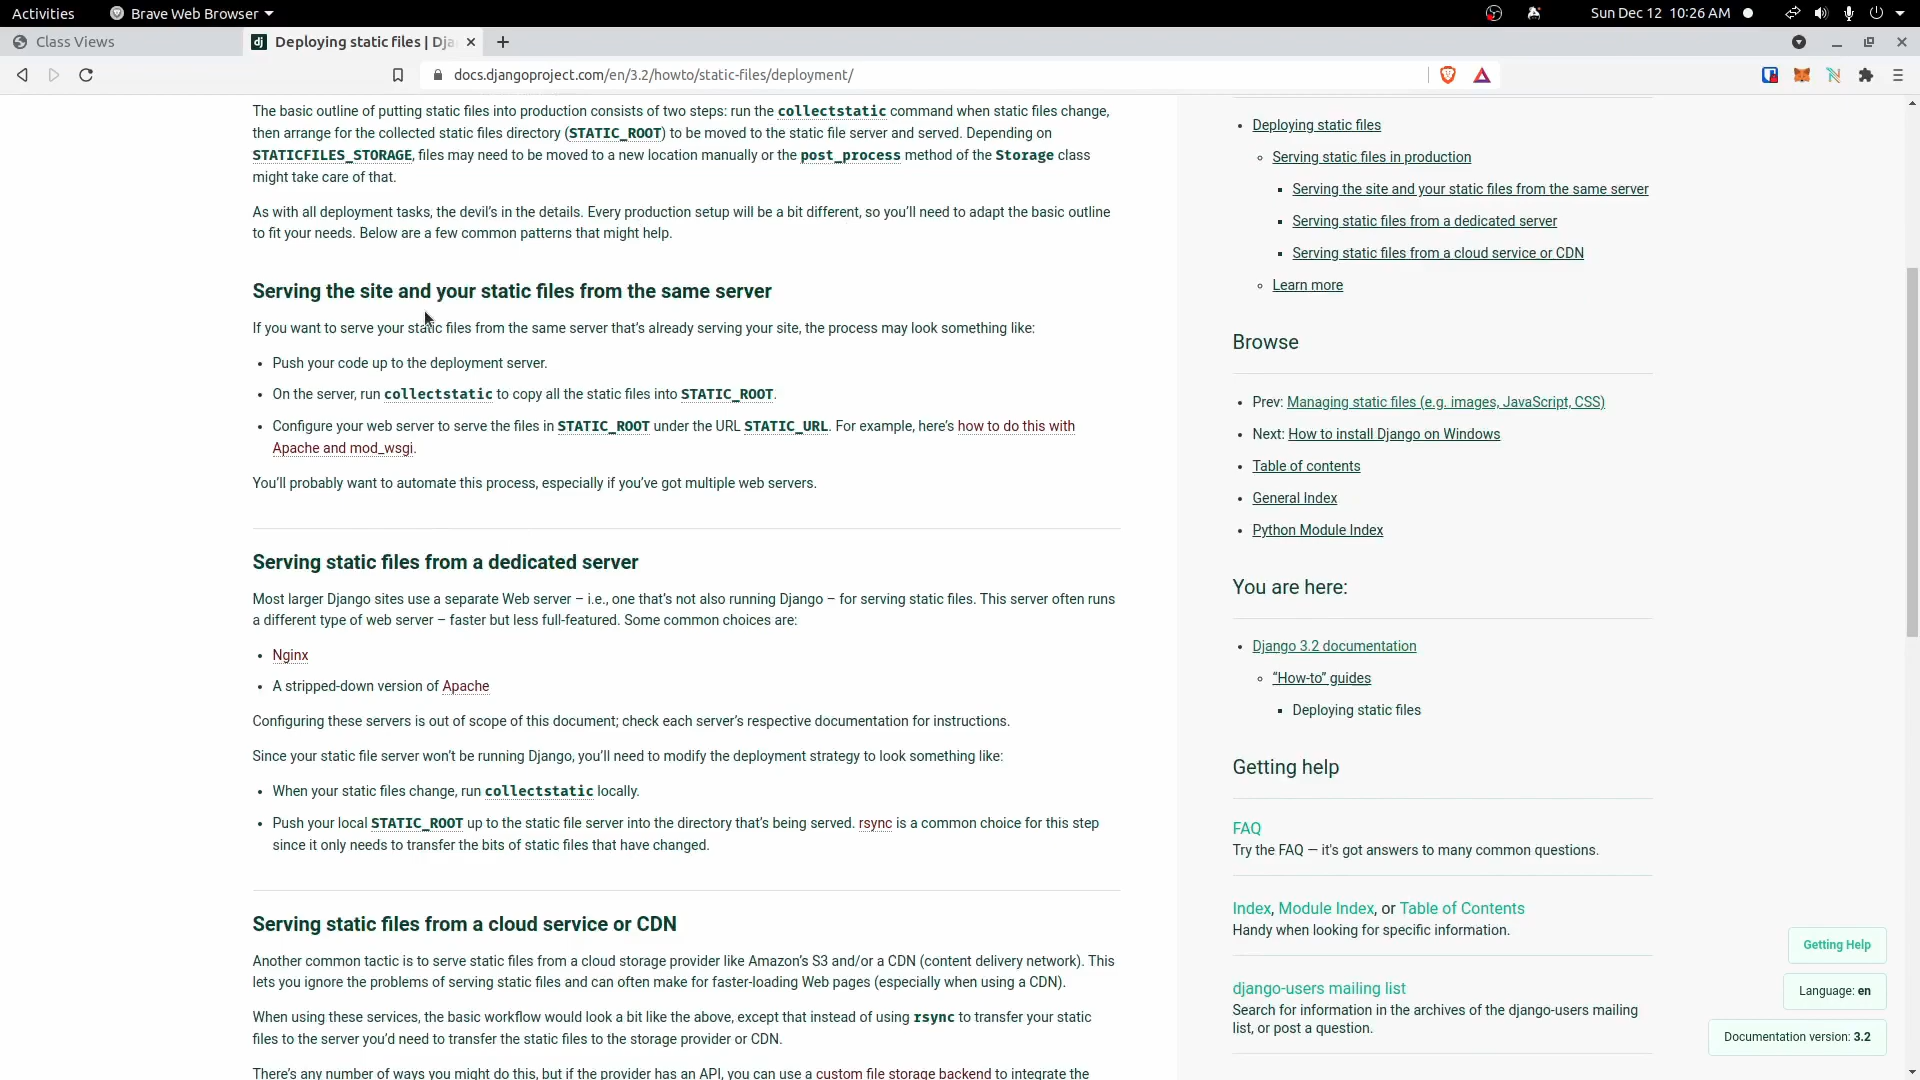 Activities
Brave Web Browser
Sun Dec 12 10:26 AM
Class Views
dj
Deploying static files | Dja
docs.djangoproject.com/en/3.2/howto/static-files/deployment/
The basic outline of putting static files into production consists of two steps: run the collectstatic command when static files change,
then arrange for the collected static files directory (STATIC_ROOT) to be moved to the static file server and served. Depending on
STATICFILES_STORAGE, files may need to be moved to a new location manually or the post_process method of the Storage class
might take care of that.
As with all deployment tasks, the devil’s in the details. Every production setup will be a bit different, so you’ll need to adapt the basic outline
to fit your needs. Below are a few common patterns that might help.
Serving the site and your static files from the same server
If you want to serve your static files from the same server that’s already serving your site, the process may look something like:
• Push your code up to the deployment server.
• On the server, run collectstatic to copy all the static files into STATIC_ROOT.
• Configure your web server to serve the files in STATIC_ROOT under the URL STATIC_URL. For example, here’s how to do this with
Apache and mod_wsgi.
You’ll probably want to automate this process, especially if you’ve got multiple web servers.
Serving static files from a dedicated server
Most larger Django sites use a separate Web server – i.e., one that’s not also running Django – for serving static files. This server often runs
a different type of web server – faster but less full-featured. Some common choices are:
• Nginx
• A stripped-down version of Apache
Configuring these servers is out of scope of this document; check each server’s respective documentation for instructions.
Since your static file server won’t be running Django, you’ll need to modify the deployment strategy to look something like:
• When your static files change, run collectstatic locally.
• Push your local STATIC_ROOT up to the static file server into the directory that’s being served. rsync is a common choice for this step
since it only needs to transfer the bits of static files that have changed.
Serving static files from a cloud service or CDN
Another common tactic is to serve static files from a cloud storage provider like Amazon’s S3 and/or a CDN (content delivery network). This
lets you ignore the problems of serving static files and can often make for faster-loading Web pages (especially when using a CDN).
When using these services, the basic workflow would look a bit like the above, except that instead of using rsync to transfer your static
files to the server you’d need to transfer the static files to the storage provider or CDN.
There’s any number of ways you might do this, but if the provider has an API, you can use a custom file storage backend to integrate the
• Deploying static files
◦ Serving static files in production
▪ Serving the site and your static files from the same server
▪ Serving static files from a dedicated server
▪ Serving static files from a cloud service or CDN
◦ Learn more
Browse
• Prev: Managing static files (e.g. images, JavaScript, CSS)
• Next: How to install Django on Windows
• Table of contents
• General Index
• Python Module Index
You are here:
• Django 3.2 documentation
◦ “How-to” guides
▪ Deploying static files
Getting help
FAQ
Try the FAQ — it's got answers to many common questions.
Index, Module Index, or Table of Contents
Handy when looking for specific information.
django-users mailing list
Search for information in the archives of the django-users mailing
list, or post a question.
Getting Help
Language: en
Documentation version: 3.2